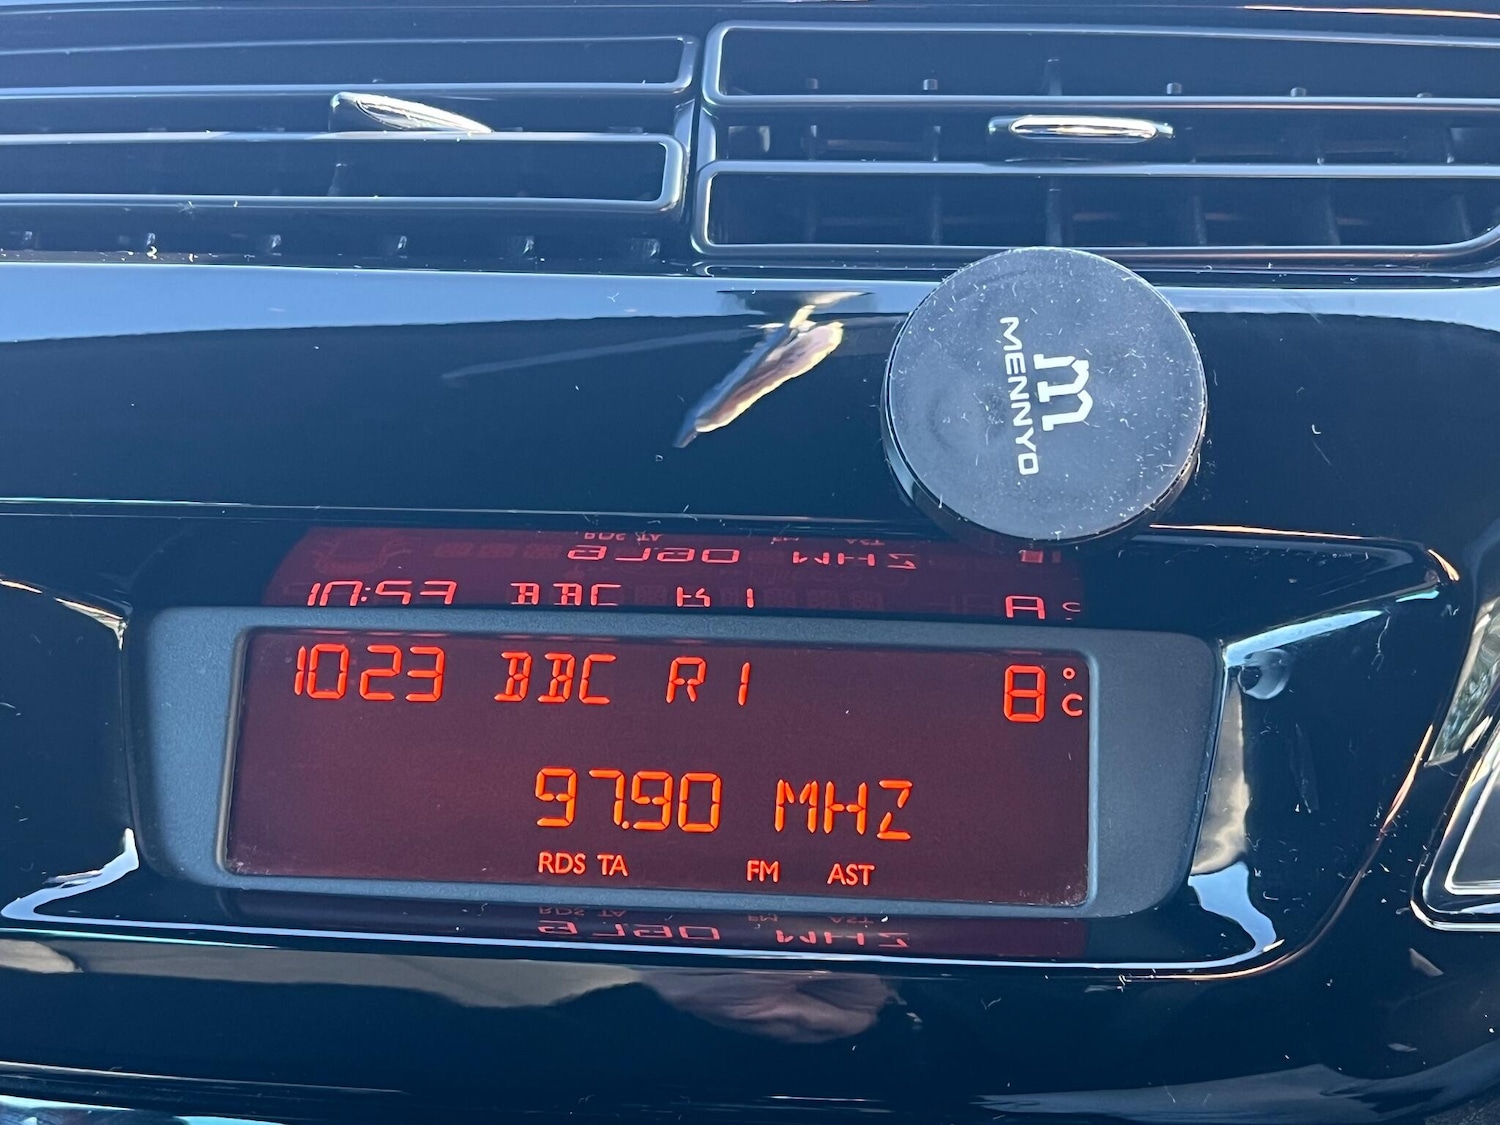 m
MENNYO
1023 BBC R1 8°C
97.90 MHZ
RDS TA FM AST